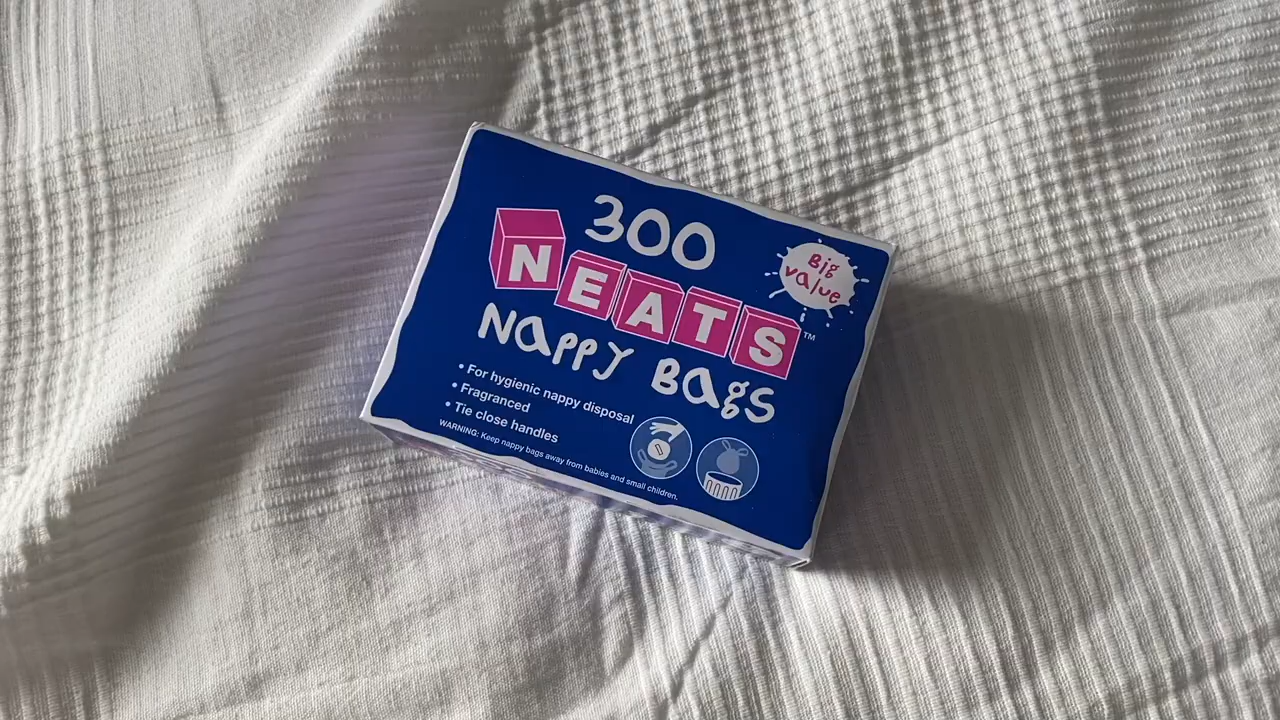 300
NEATS™
Nappy Bags
Big
value
• For hygienic nappy disposal
• Fragranced
• Tie close handles
WARNING: Keep nappy bags away from babies and small children.